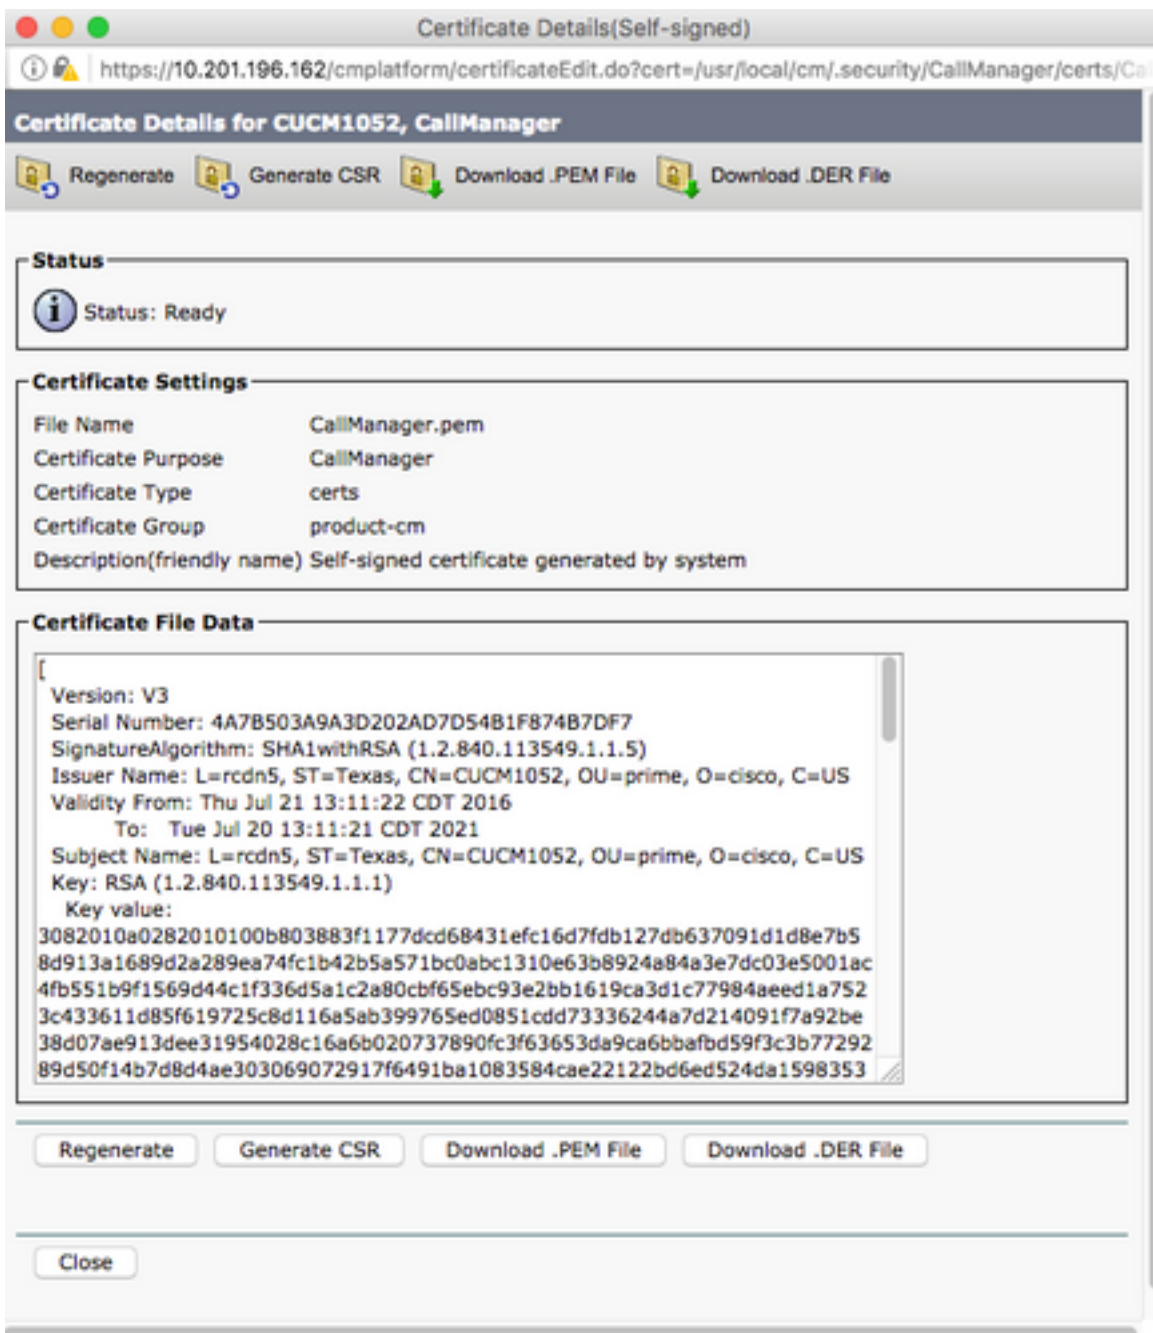 Certificate Details(Self-signed)
https://10.201.196.162/cmplatform/certificateEdit.do?cert=/usr/local/cm/.security/CallManager/certs/Ca
Certificate Details for CUCM1052, CallManager
Regenerate Generate CSR Download .PEM File Download .DER File
Status
Status: Ready
Certificate Settings
File Name CallManager.pem
Certificate Purpose CallManager
Certificate Type certs
Certificate Group product-cm
Description(friendly name) Self-signed certificate generated by system
Certificate File Data
[
Version: V3
Serial Number: 4A7B503A9A3D202AD7D54B1F874B7DF7
SignatureAlgorithm: SHA1withRSA (1.2.840.113549.1.1.5)
Issuer Name: L=rcdn5, ST=Texas, CN=CUCM1052, OU=prime, O=cisco, C=US
Validity From: Thu Jul 21 13:11:22 CDT 2016
To: Tue Jul 20 13:11:21 CDT 2021
Subject Name: L=rcdn5, ST=Texas, CN=CUCM1052, OU=prime, O=cisco, C=US
Key: RSA (1.2.840.113549.1.1.1)
Key value:
3082010a0282010100b803883f1177dcd68431efc16d7fdb127db637091d1d8e7b5
8d913a1689d2a289ea74fc1b42b5a571bc0abc1310e63b8924a84a3e7dc03e5001ac
4fb551b9f1569d44c1f336d5a1c2a80cbf65ebc93e2bb1619ca3d1c77984aeed1a752
3c433611d85f619725c8d116a5ab399765ed0851cdd73336244a7d214091f7a92be
38d07ae913dee31954028c16a6b020737890fc3f63653da9ca6bbafbd59f3c3b77292
89d50f14b7d8d4ae303069072917f6491ba1083584cae22122bd6ed524da1598353
Regenerate Generate CSR Download .PEM File Download .DER File
Close